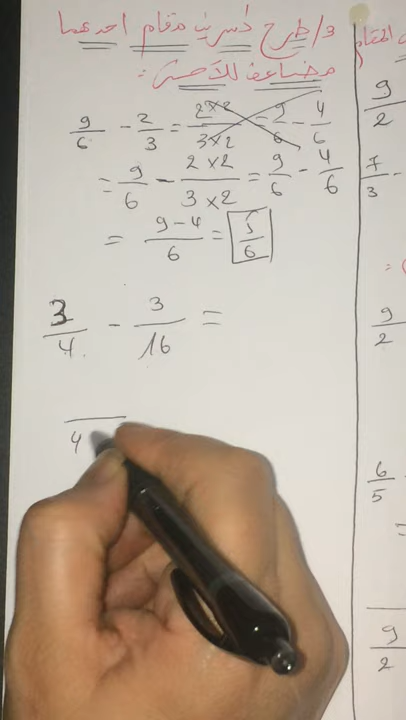 3/ طرح كسرين مقام احدهما
مضاعف للآخر :
9/6 - 2/3 = 2×2/3×2 = 9/6 - 4/6
= 9/6 - 2×2/3×2 = 9/6 - 4/6
= 9-4/6 = 5/6
3/4 - 3/16 =
4
المقام
9/2
7/3 -
:
9/2
6/5
=
9/2